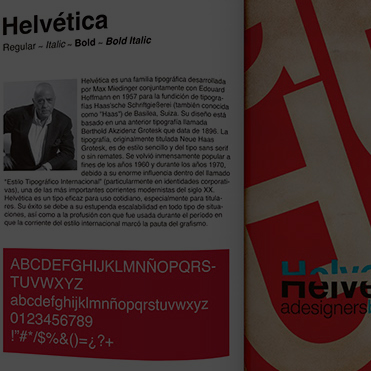 Helvética
Regular - Italic - Bold - Bold Italic
Helvética es una familia tipográfica desarrollada
por Max Miedinger conjuntamente con Edouard
Hoffmann en 1957 para la fundición de tipogra-
fías Haas'sche Schriftgießerei (también conocida
como "Haas") de Basilea, Suiza. Su diseño está
basado en una anterior tipografía llamada
Berthold Akzidenz Grotesk que data de 1896. La
tipografía, originalmente titulada Neue Haas
Grotesk, es de estilo sencillo y del tipo sans serif
o sin remates. Se volvió inmensamente popular a
fines de los años 1960 y durante los años 1970,
debido a su enorme influencia dentro del llamado
"Estilo Tipográfico Internacional" (particularmente en identidades corporati-
vas), una de las más importantes corrientes modernistas del siglo XX.
Helvética es un tipo eficaz para uso cotidiano, especialmente para titula-
res. Su éxito se debe a su estupenda escalabilidad en todo tipo de situa-
ciones, así como a la profusión con que fue usada durante el período en
que la corriente del estilo internacional marcó la pauta del grafismo.
ABCDEFGHIJKLMNÑOPQRS-
TUVWXYZ
abcdefghijklmnñopqrstuvwxyz
0123456789
!"#*/$%&()=¿?+
Helve
adesigners